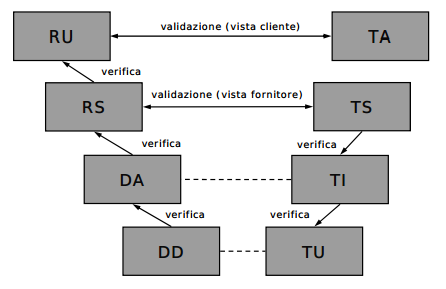 RU
validazione (vista cliente)
TA
verifica
RS
validazione (vista fornitore)
TS
verifica
verifica
DA
TI
verifica
verifica
DD
TU